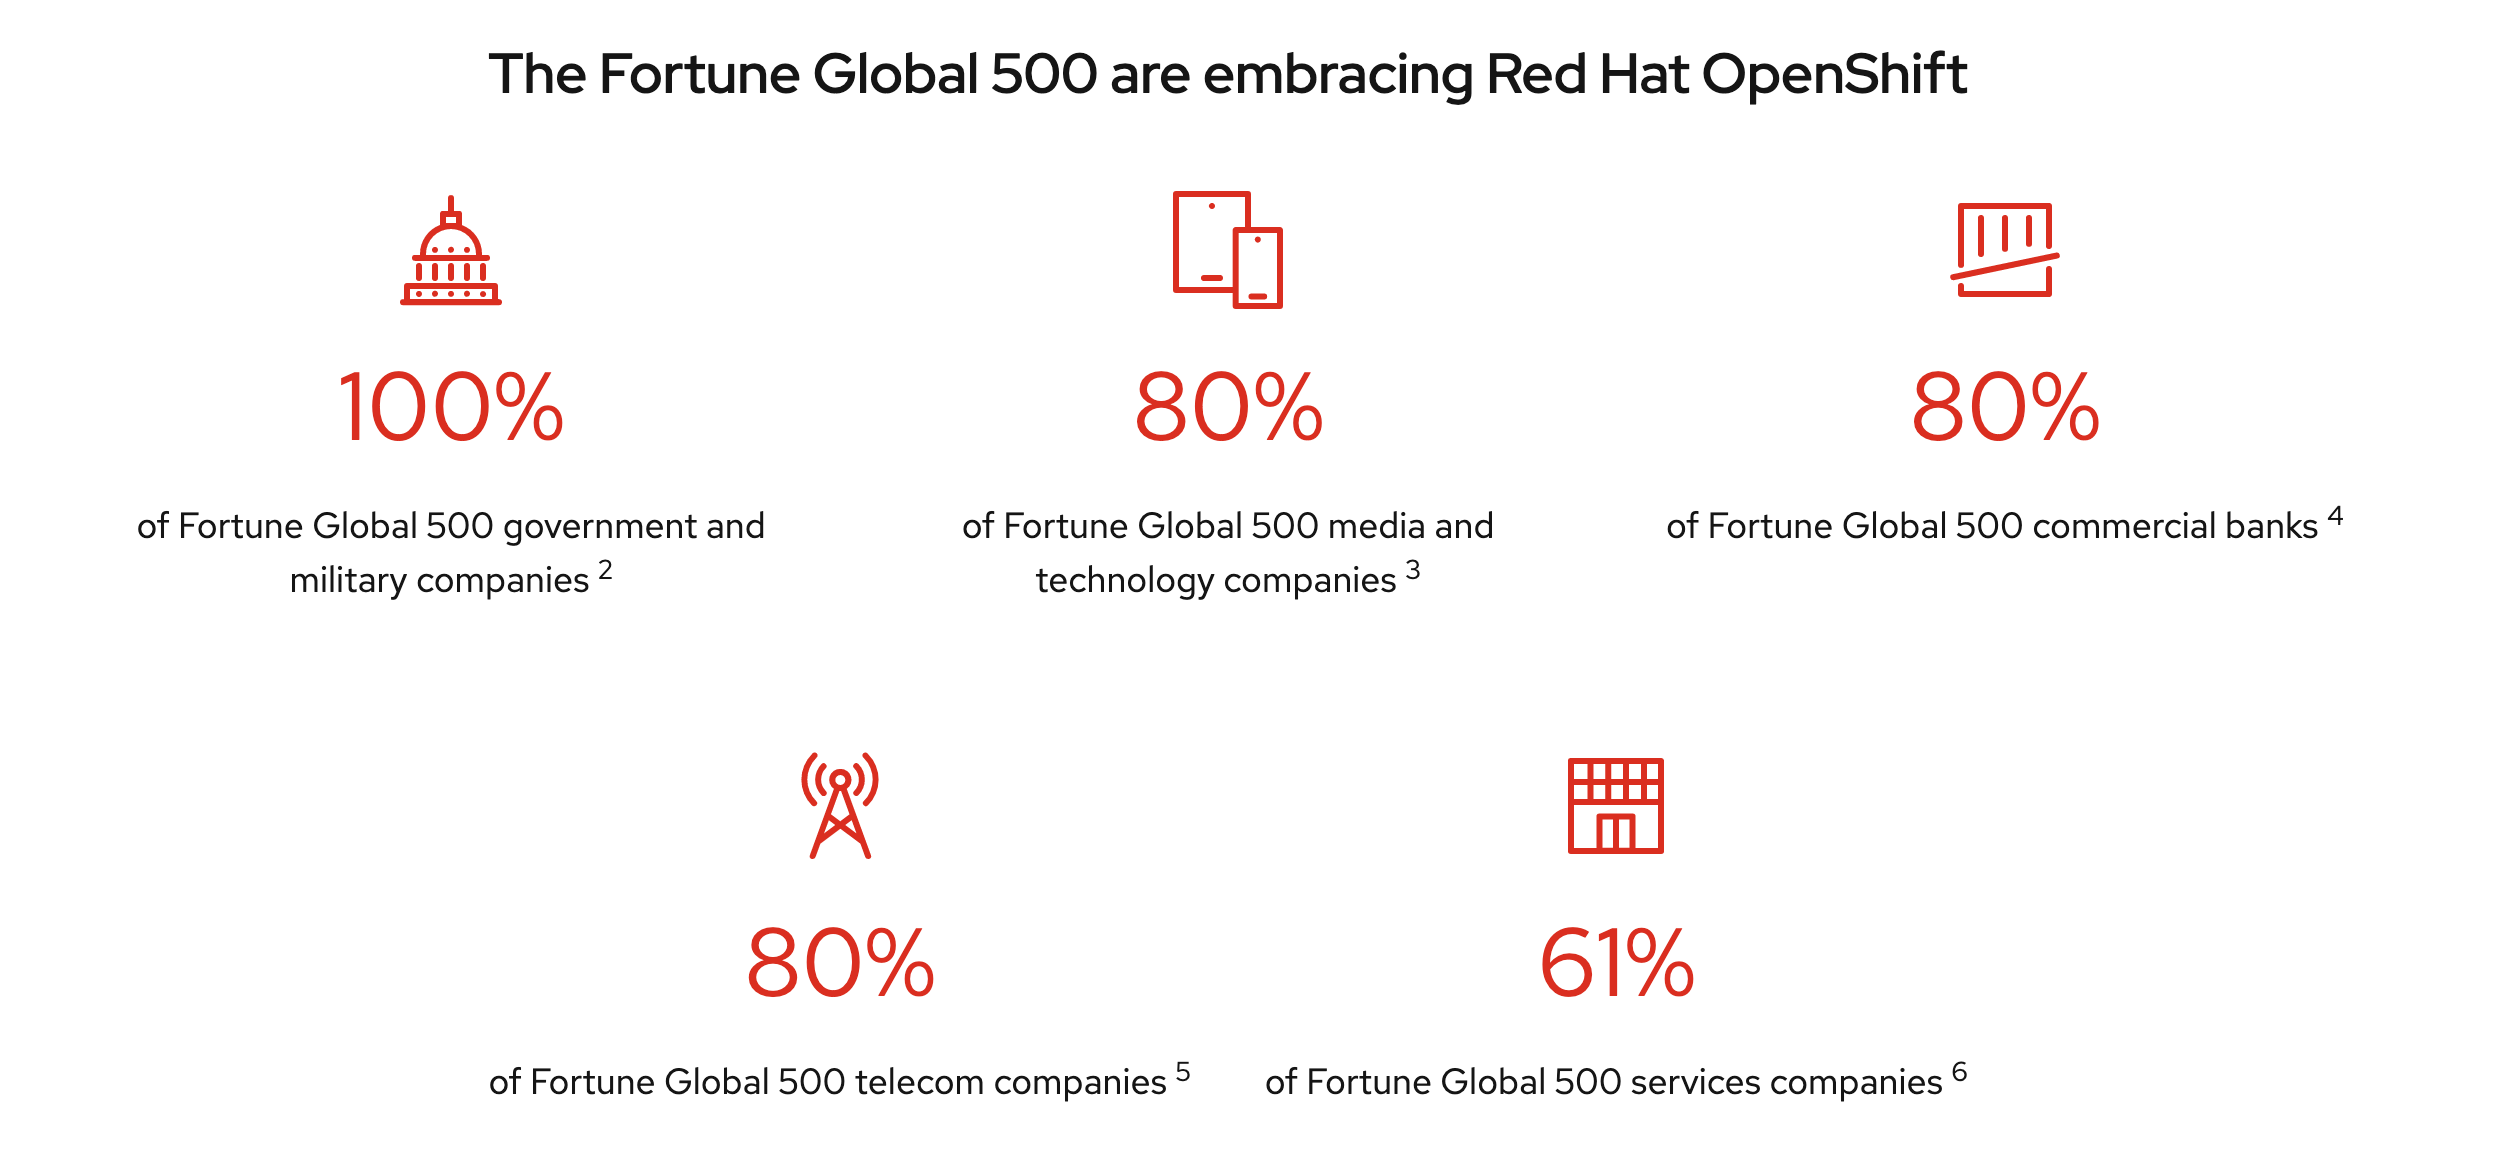 The Fortune Global 500 are embracing Red Hat OpenShift
100%
of Fortune Global 500 government and
military companies 2
80%
of Fortune Global 500 media and
technology companies 3
80%
of Fortune Global 500 commercial banks 4
80%
of Fortune Global 500 telecom companies 5
61%
of Fortune Global 500 services companies 6